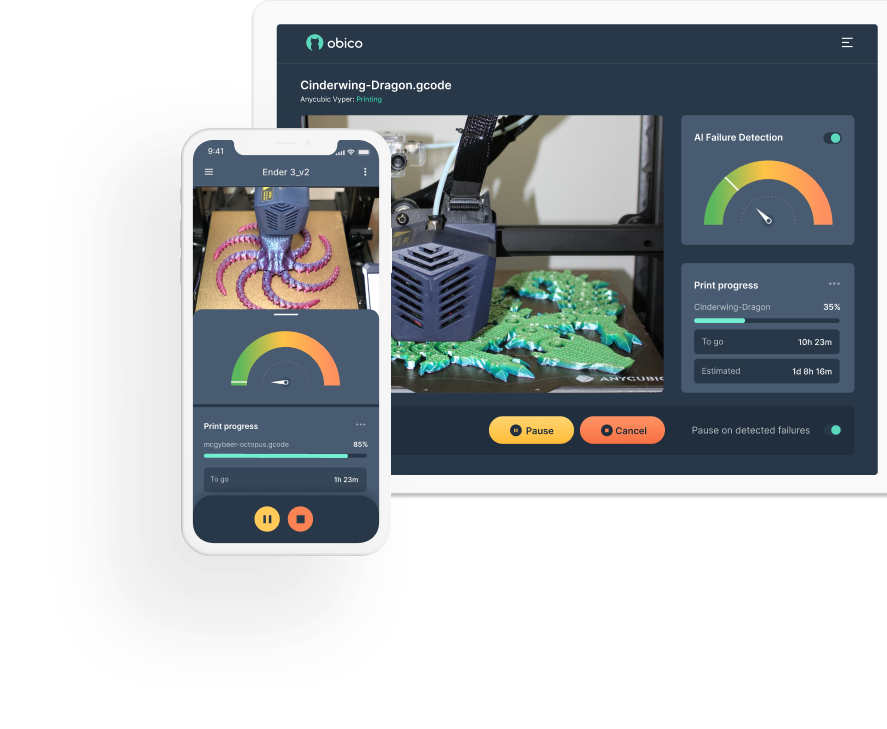 obico
Cinderwing-Dragon.gcode
Anycubic Vyper: Printing
AI Failure Detection
Print progress
Cinderwing-Dragon 35%
To go 10h 23m
Estimated 1d 8h 16m
ANYCUBIC
Pause
Cancel
Pause on detected failures
9:41
Ender 3_v2
Print progress
mcgybeer-octopus.gcode 85%
To go 1h 23m